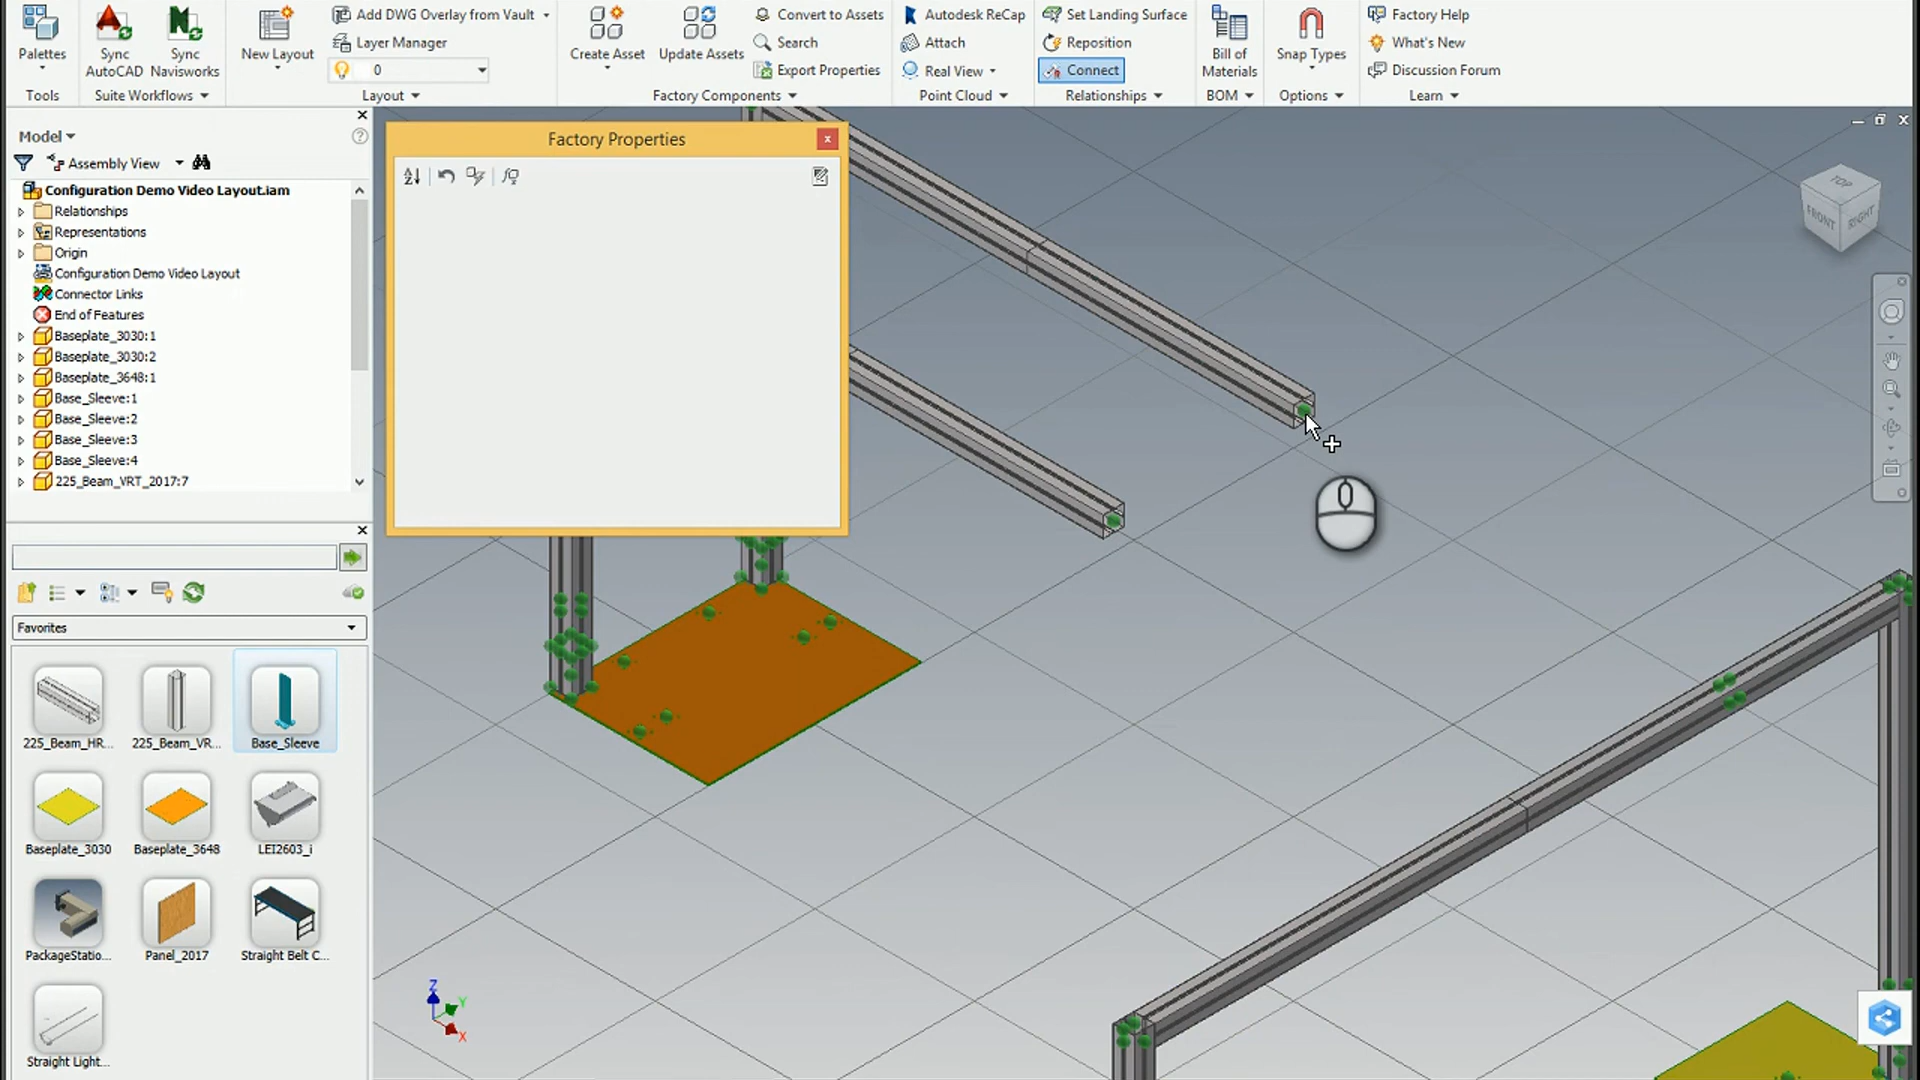 Palettes
Tools
Sync AutoCAD
Sync Navisworks
Suite Workflows
New Layout
Add DWG Overlay from Vault
Layer Manager
0
Layout
Create Asset
Update Assets
Convert to Assets
Search
Export Properties
Factory Components
Autodesk ReCap
Attach
Real View
Point Cloud
Set Landing Surface
Reposition
Connect
Relationships
Bill of Materials
BOM
Snap Types
Options
Factory Help
What's New
Discussion Forum
Learn
Model
Assembly View
Configuration Demo Video Layout.iam
Relationships
Representations
Origin
Configuration Demo Video Layout
Connector Links
End of Features
Baseplate_3030:1
Baseplate_3030:2
Baseplate_3648:1
Base_Sleeve:1
Base_Sleeve:2
Base_Sleeve:3
Base_Sleeve:4
225_Beam_VRT_2017:7
Factory Properties
TOP
FRONT
RIGHT
Favorites
225_Beam_HR...
225_Beam_VR...
Base_Sleeve
Baseplate_3030
Baseplate_3648
LEI2603_i
PackageStatio...
Panel_2017
Straight Belt C...
Straight Light...
Z
Y
X